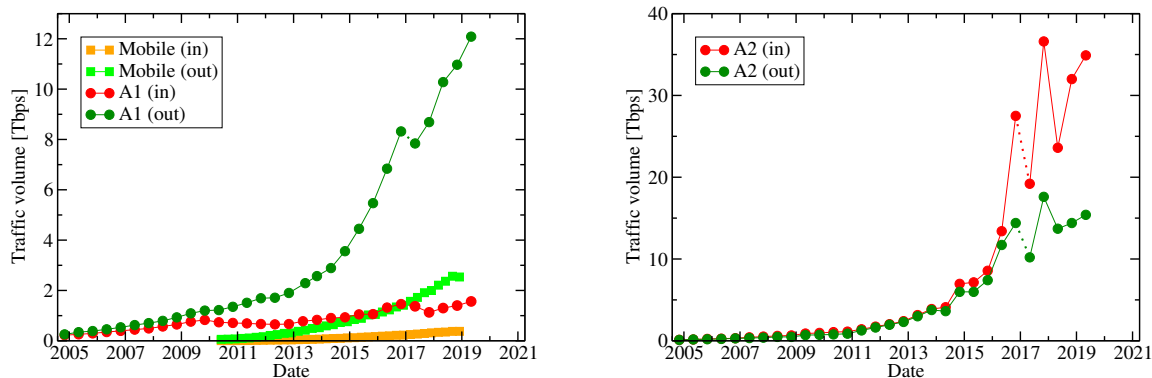 Traffic volume [Tbps]
12
10
8
6
4
2
0
Mobile (in)
Mobile (out)
A1 (in)
A1 (out)
2005 2007 2009 2011 2013 2015 2017 2019 2021
Date
Traffic volume [Tbps]
40
30
20
10
0
A2 (in)
A2 (out)
2005 2007 2009 2011 2013 2015 2017 2019 2021
Date